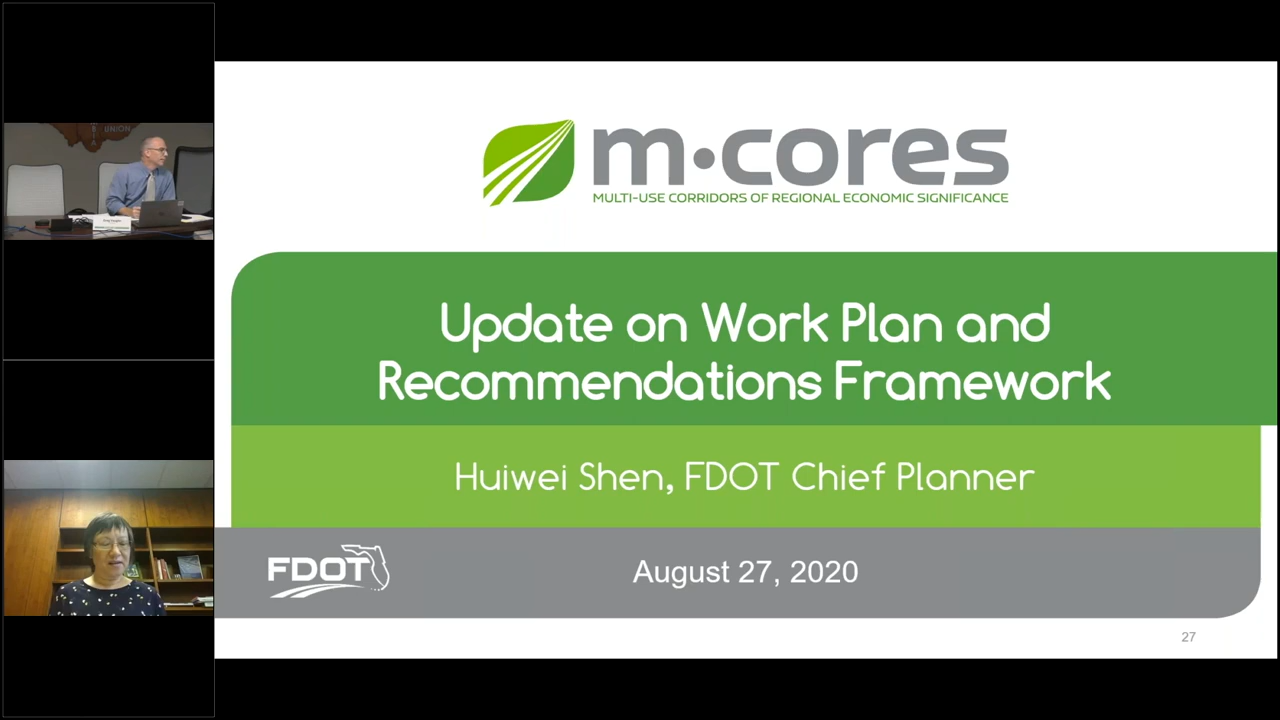 UNION
m·cores
MULTI-USE CORRIDORS OF REGIONAL ECONOMIC SIGNIFICANCE
Update on Work Plan and
Recommendations Framework
Huiwei Shen, FDOT Chief Planner
FDOT
August 27, 2020
27